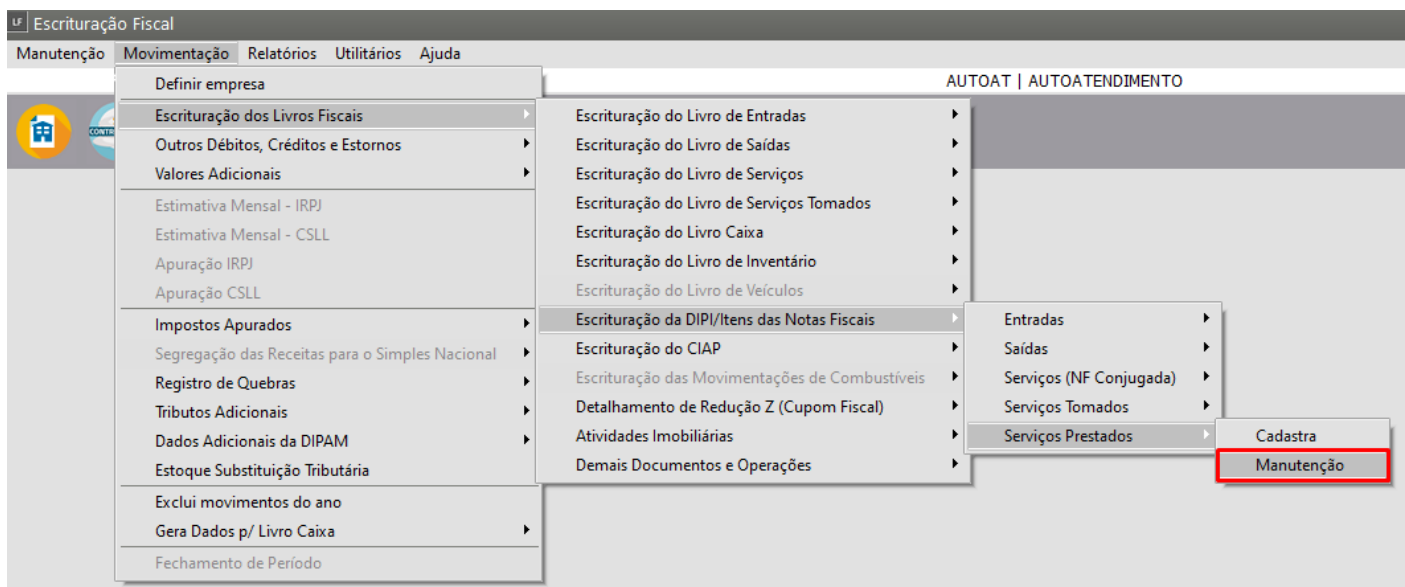 LF Escrituração Fiscal
Manutenção Movimentação Relatórios Utilitários Ajuda
AUTOAT | AUTOATENDIMENTO
Definir empresa
Escrituração dos Livros Fiscais
Outros Débitos, Créditos e Estornos
Valores Adicionais
Estimativa Mensal - IRPJ
Estimativa Mensal - CSLL
Apuração IRPJ
Apuração CSLL
Impostos Apurados
Segregação das Receitas para o Simples Nacional
Registro de Quebras
Tributos Adicionais
Dados Adicionais da DIPAM
Estoque Substituição Tributária
Exclui movimentos do ano
Gera Dados p/ Livro Caixa
Fechamento de Período
Escrituração do Livro de Entradas
Escrituração do Livro de Saídas
Escrituração do Livro de Serviços
Escrituração do Livro de Serviços Tomados
Escrituração do Livro Caixa
Escrituração do Livro de Inventário
Escrituração do Livro de Veículos
Escrituração da DIPI/Itens das Notas Fiscais
Escrituração do CIAP
Escrituração das Movimentações de Combustíveis
Detalhamento de Redução Z (Cupom Fiscal)
Atividades Imobiliárias
Demais Documentos e Operações
Entradas
Saídas
Serviços (NF Conjugada)
Serviços Tomados
Serviços Prestados
Cadastra
Manutenção